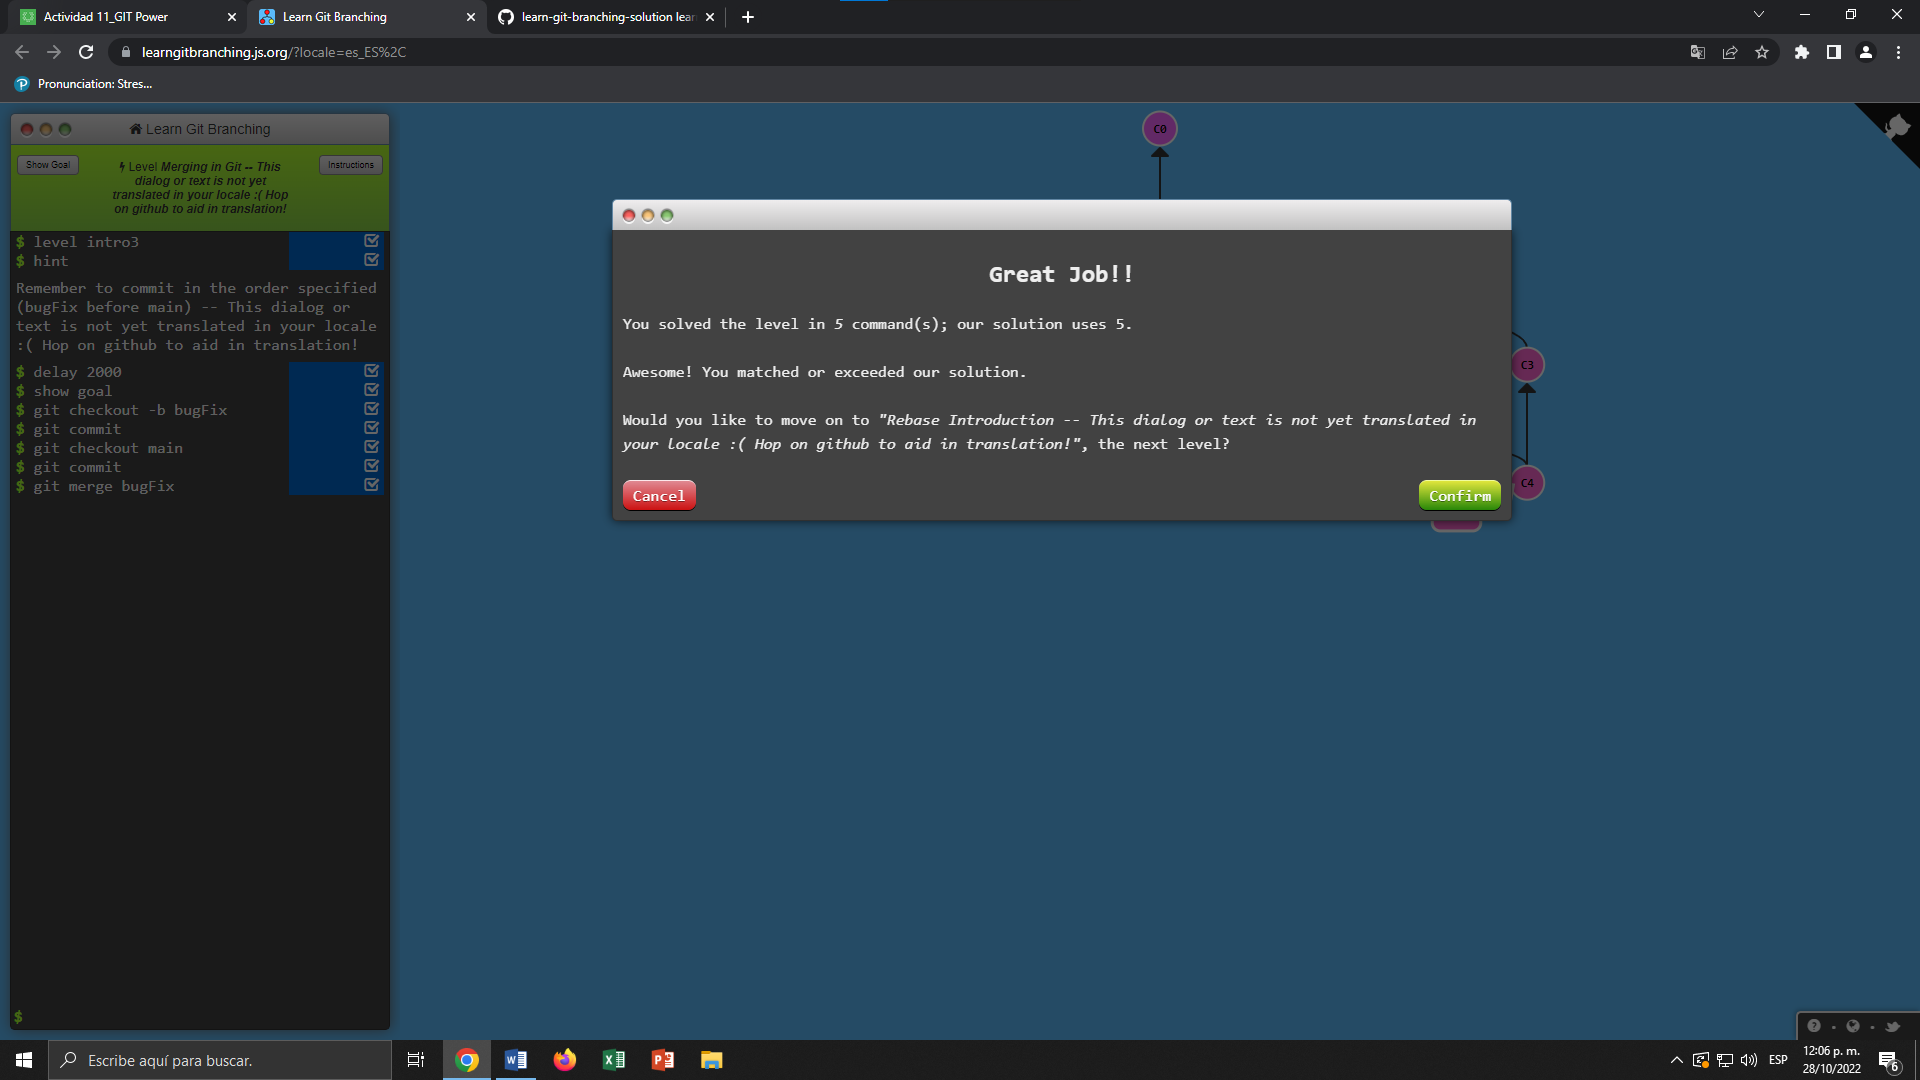 Actividad 11_GIT Power
Learn Git Branching
learn-git-branching-solution lear
learngitbranching.js.org/?locale=es_ES%2C
Pronunciation: Stres...
Learn Git Branching
Show Goal
Level Merging in Git -- This
dialog or text is not yet
translated in your locale :( Hop
on github to aid in translation!
Instructions
$ level intro3
$ hint
Remember to commit in the order specified
(bugFix before main) -- This dialog or
text is not yet translated in your locale
:( Hop on github to aid in translation!
$ delay 2000
$ show goal
$ git checkout -b bugFix
$ git commit
$ git checkout main
$ git commit
$ git merge bugFix
$
C0
Great Job!!
You solved the level in 5 command(s); our solution uses 5.
Awesome! You matched or exceeded our solution.
Would you like to move on to "Rebase Introduction -- This dialog or text is not yet translated in
your locale :( Hop on github to aid in translation!", the next level?
Cancel
Confirm
C3
C4
Escribe aquí para buscar.
ESP
12:06 p. m.
28/10/2022
6